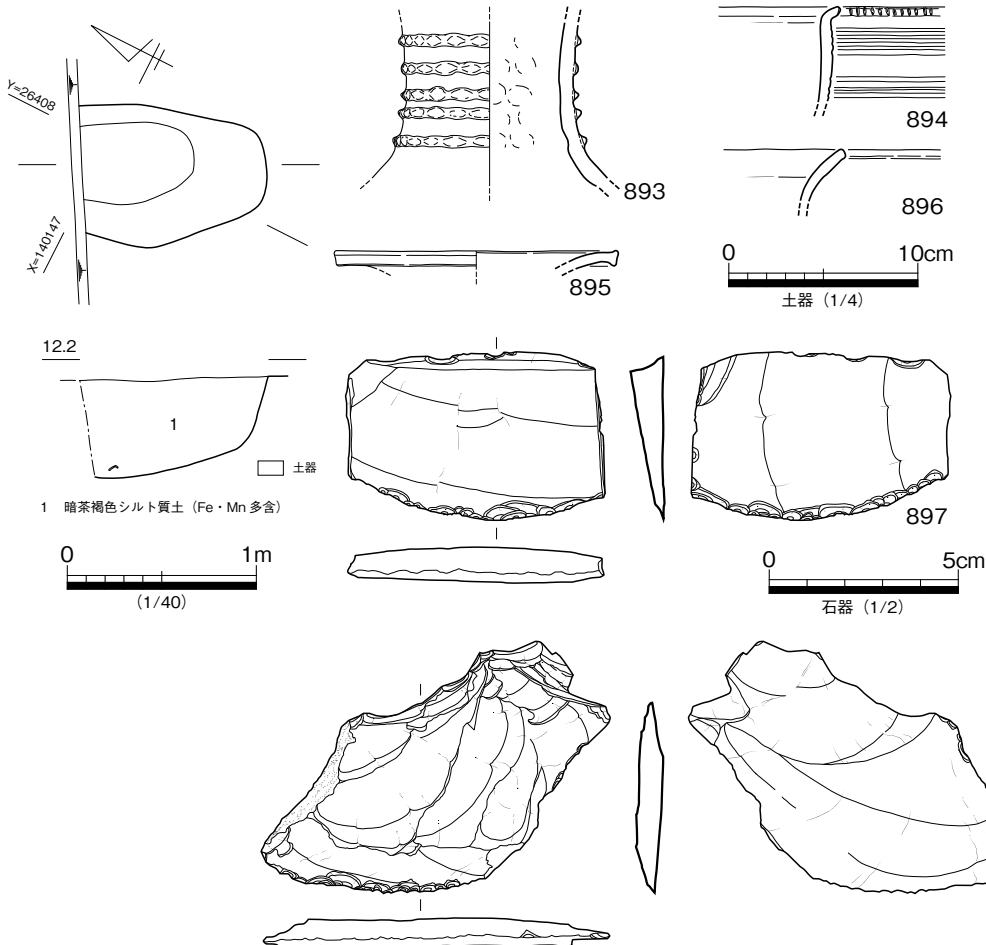 Y=26408
X=140147
893
894
895
896
0 10cm
土器（1/4）
12.2
1
土器
1 暗茶褐色シルト質土（Fe・Mn 多含）
0 1m
（1/40）
897
0 5cm
石器（1/2）